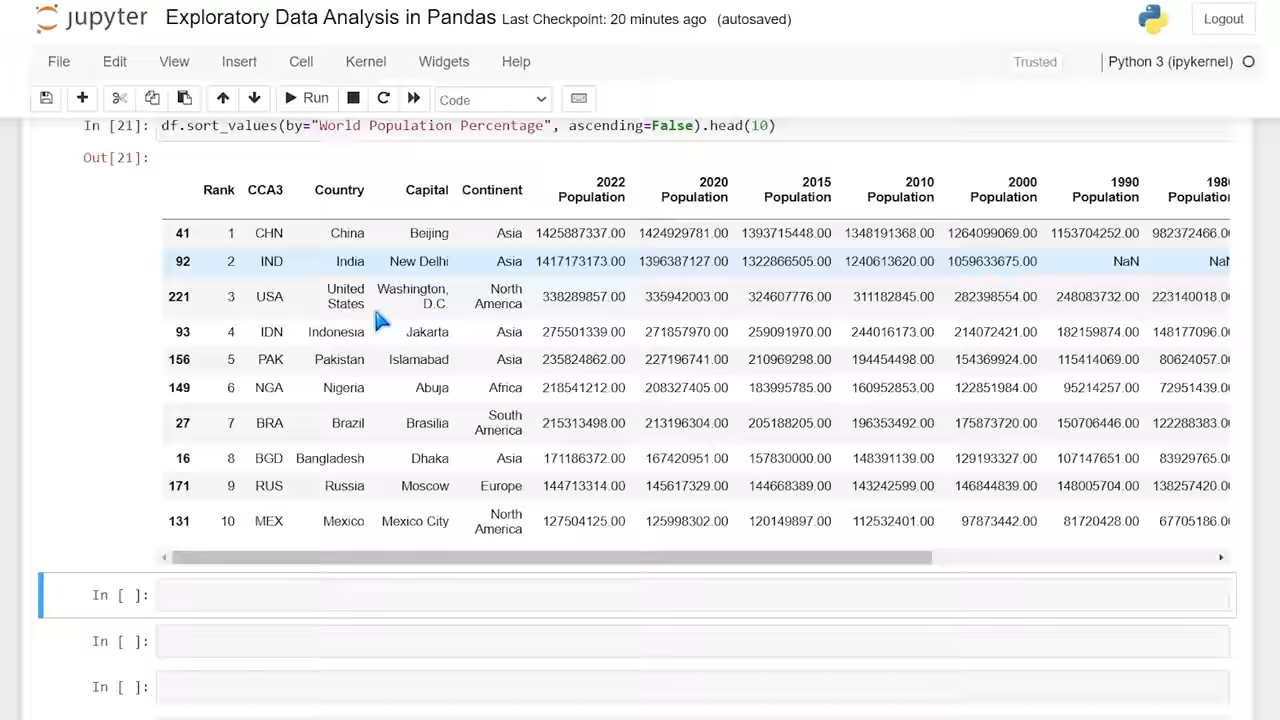 jupyter Exploratory Data Analysis in Pandas Last Checkpoint: 20 minutes ago (autosaved) Logout
File Edit View Insert Cell Kernel Widgets Help Trusted Python 3 (ipykernel)
Run Code
In [21]: df.sort_values(by="World Population Percentage", ascending=False).head(10)
Out[21]:
Rank CCA3 Country Capital Continent 2022 Population 2020 Population 2015 Population 2010 Population 2000 Population 1990 Population 1980 Population
41 1 CHN China Beijing Asia 1425887337.00 1424929781.00 1393715448.00 1348191368.00 1264099069.00 1153704252.00 982372466.0
92 2 IND India New Delhi Asia 1417173173.00 1396387127.00 1322866505.00 1240613620.00 1059633675.00 NaN NaN
221 3 USA United States Washington, D.C. North America 338289857.00 335942003.00 324607776.00 311182845.00 282398554.00 248083732.00 223140018.0
93 4 IDN Indonesia Jakarta Asia 275501339.00 271857970.00 259091970.00 244016173.00 214072421.00 182159874.00 148177096.0
156 5 PAK Pakistan Islamabad Asia 235824862.00 227196741.00 210969298.00 194454498.00 154369924.00 115414069.00 80624057.0
149 6 NGA Nigeria Abuja Africa 218541212.00 208327405.00 183995785.00 160952853.00 122851984.00 95214257.00 72951439.0
27 7 BRA Brazil Brasilia South America 215313498.00 213196304.00 205188205.00 196353492.00 175873720.00 150706446.00 122288383.0
16 8 BGD Bangladesh Dhaka Asia 171186372.00 167420951.00 157830000.00 148391139.00 129193327.00 107147651.00 83929765.0
171 9 RUS Russia Moscow Europe 144713314.00 145617329.00 144668389.00 143242599.00 146844839.00 148005704.00 138257420.0
131 10 MEX Mexico Mexico City North America 127504125.00 125998302.00 120149897.00 112532401.00 97873442.00 81720428.00 67705186.0
In [ ]:
In [ ]:
In [ ]: